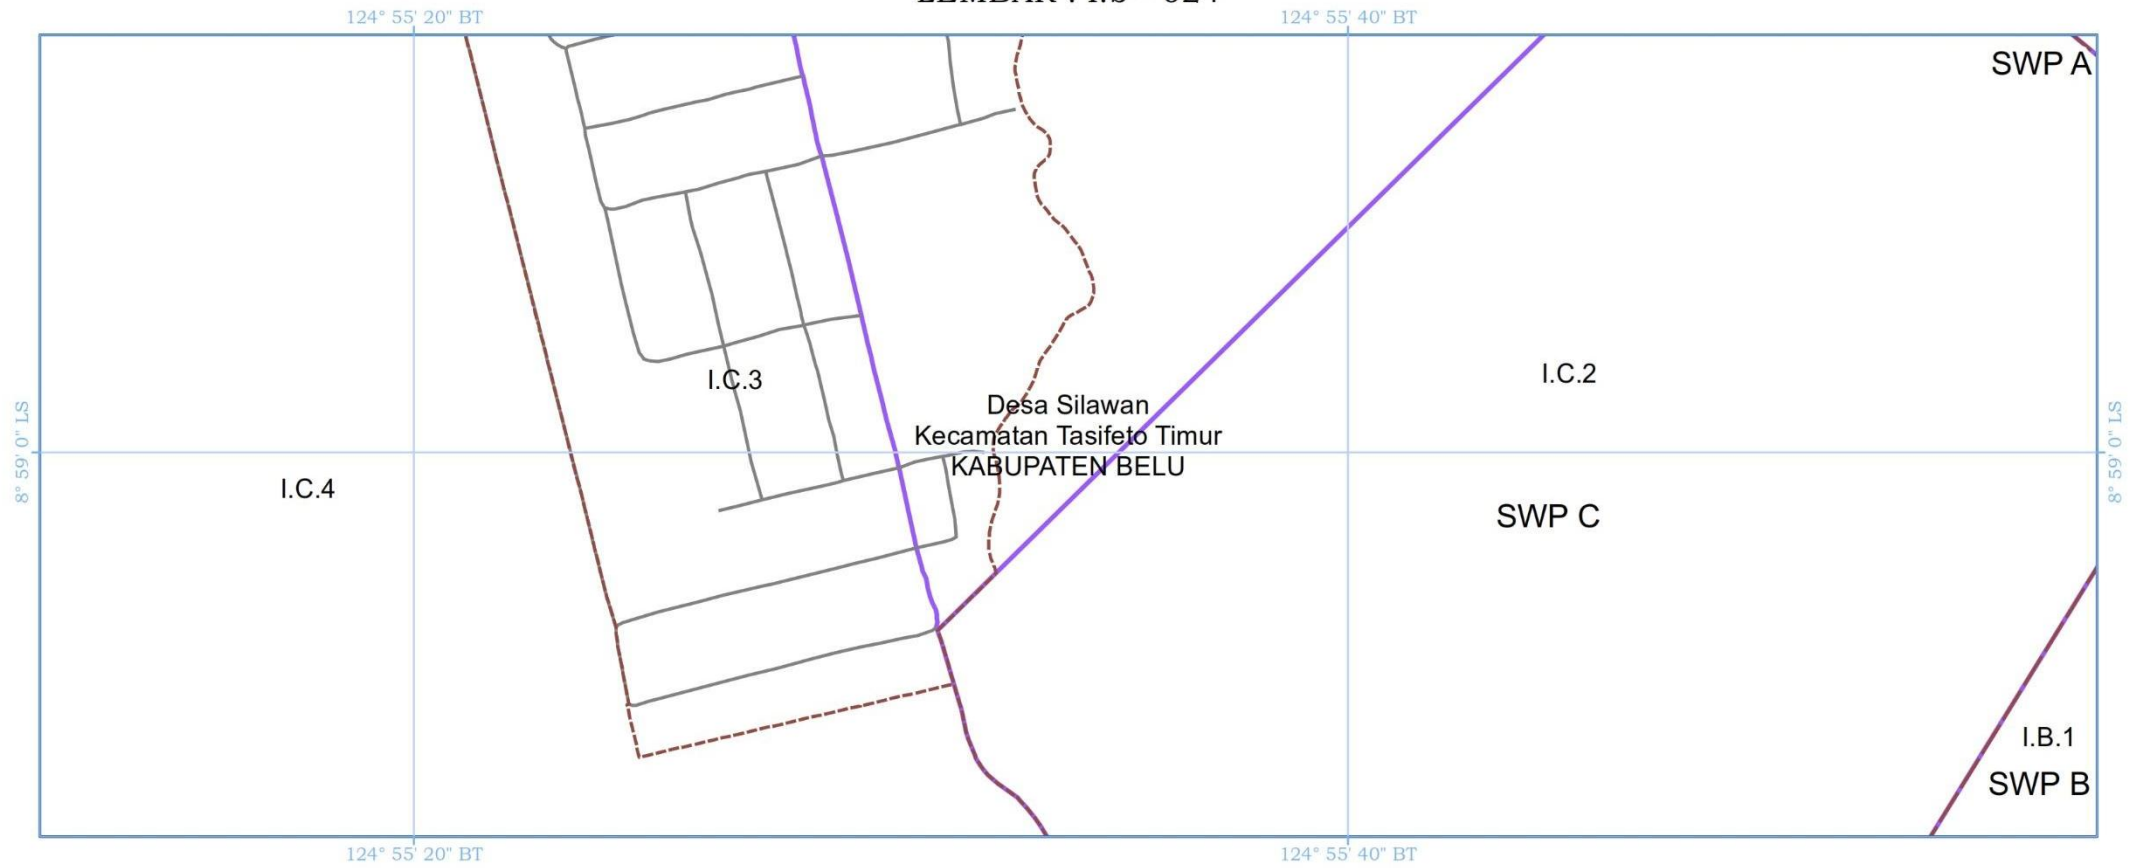 124° 55' 20" BT
124° 55' 40" BT
SWP A
I.C.3
I.C.2
Desa Silawan
Kecamatan Tasifeto Timur
KABUPATEN BELU
8° 59' 0" LS
8° 59' 0" LS
I.C.4
SWP C
I.B.1
SWP B
124° 55' 20" BT
124° 55' 40" BT